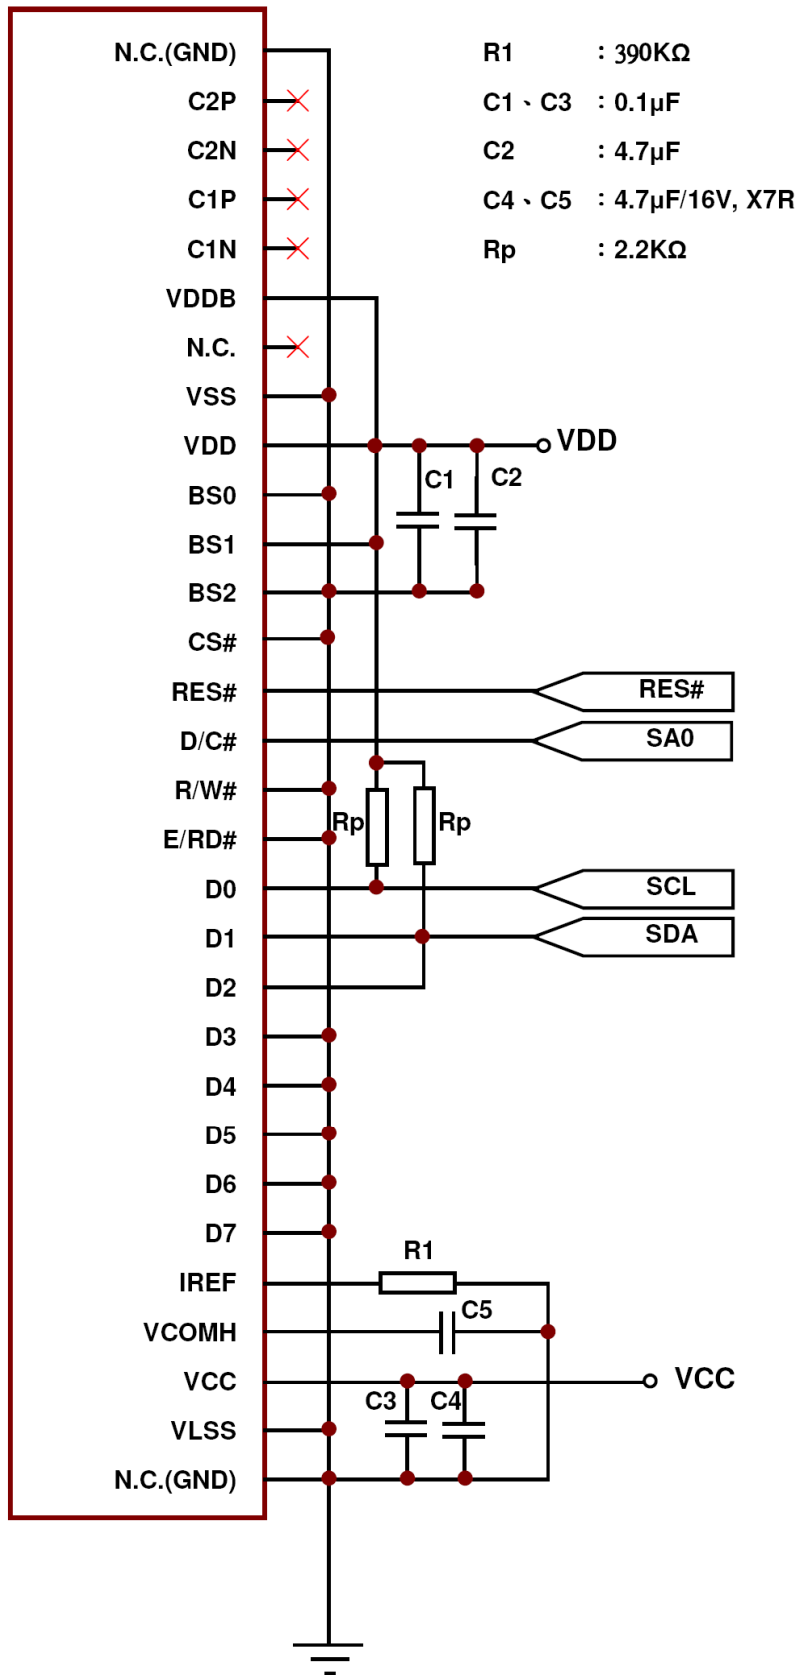 N.C.(GND)
R1 : 390KΩ
C2P
C1、C3 : 0.1μF
C2N
C2 : 4.7μF
C1P
C4、C5 : 4.7μF/16V, X7R
C1N
Rp : 2.2KΩ
VDDB
N.C.
VSS
VDD
VDD
C1
C2
BS0
BS1
BS2
CS#
RES#
RES#
D/C#
SA0
R/W#
Rp
Rp
E/RD#
D0
SCL
D1
SDA
D2
D3
D4
D5
D6
D7
R1
IREF
C5
VCOMH
VCC
VCC
C3
C4
VLSS
N.C.(GND)